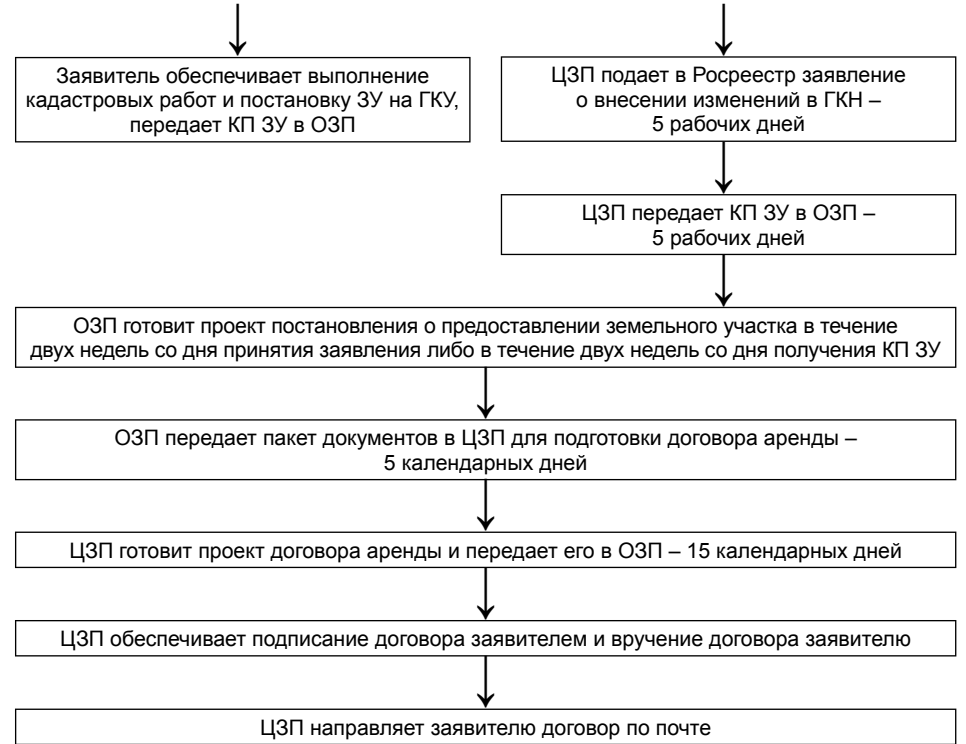 Заявитель обеспечивает выполнение
кадастровых работ и постановку ЗУ на ГКУ,
передает КП ЗУ в ОЗП
ЦЗП подает в Росреестр заявление
о внесении изменений в ГКН –
5 рабочих дней
ЦЗП передает КП ЗУ в ОЗП –
5 рабочих дней
ОЗП готовит проект постановления о предоставлении земельного участка в течение
двух недель со дня принятия заявления либо в течение двух недель со дня получения КП ЗУ
ОЗП передает пакет документов в ЦЗП для подготовки договора аренды –
5 календарных дней
ЦЗП готовит проект договора аренды и передает его в ОЗП – 15 календарных дней
ЦЗП обеспечивает подписание договора заявителем и вручение договора заявителю
ЦЗП направляет заявителю договор по почте